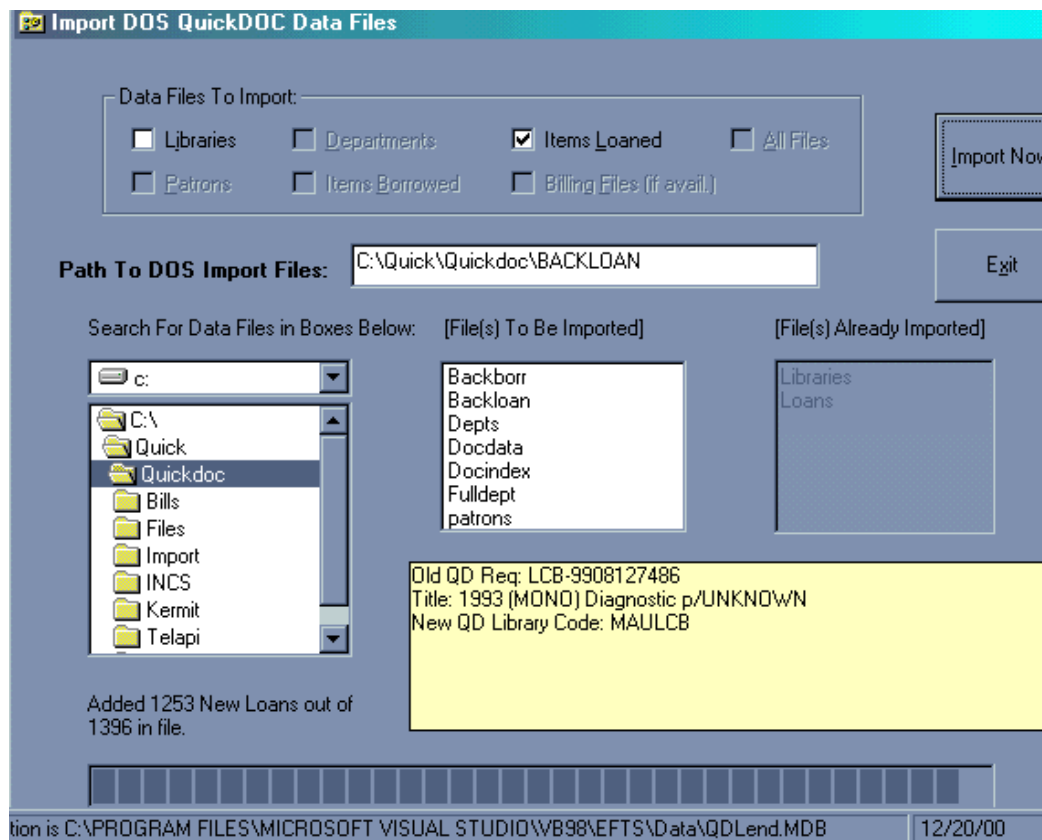 Import DOS QuickDOC Data Files
Data Files To Import:
Libraries Departments Items Loaned All Files
Patrons Items Borrowed Billing Files (if avail.)
Import Now
Path To DOS Import Files: C:\Quick\Quickdoc\BACKLOAN
Exit
Search For Data Files in Boxes Below: [File(s) To Be Imported] [File(s) Already Imported]
c:
C:\
Quick
Quickdoc
Bills
Files
Import
INCS
Kermit
Telapi
Backborr
Backloan
Depts
Docdata
Docindex
Fulldept
patrons
Libraries
Loans
Old QD Req: LCB-9908127486
Title: 1993 (MONO) Diagnostic p/UNKNOWN
New QD Library Code: MAULCB
Added 1253 New Loans out of
1396 in file.
tion is C:\PROGRAM FILES\MICROSOFT VISUAL STUDIO\VB98\EFTS\Data\QDLend.MDB 12/20/00